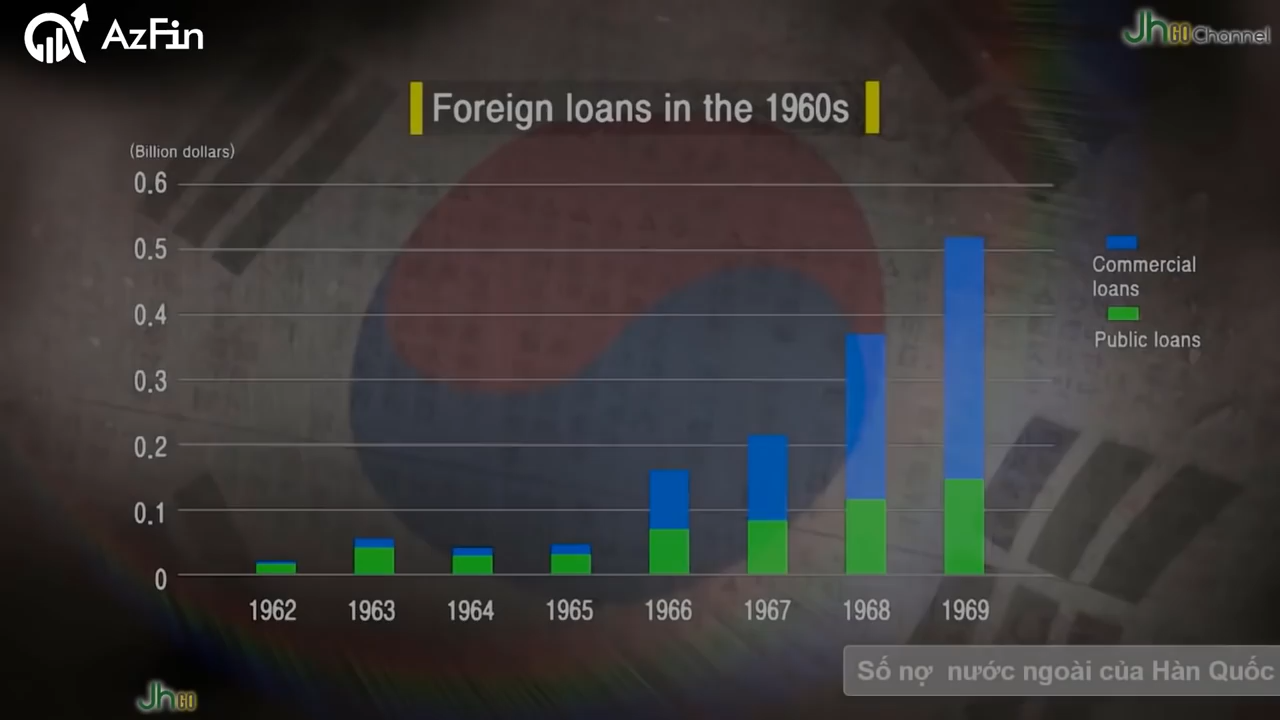 AzFin
JhGO Channel
Foreign loans in the 1960s
(Billion dollars)
0.6
0.5
0.4
0.3
0.2
0.1
0
Commercial
loans
Public loans
1962 1963 1964 1965 1966 1967 1968 1969
Số nợ nước ngoài của Hàn Quốc
JhGO